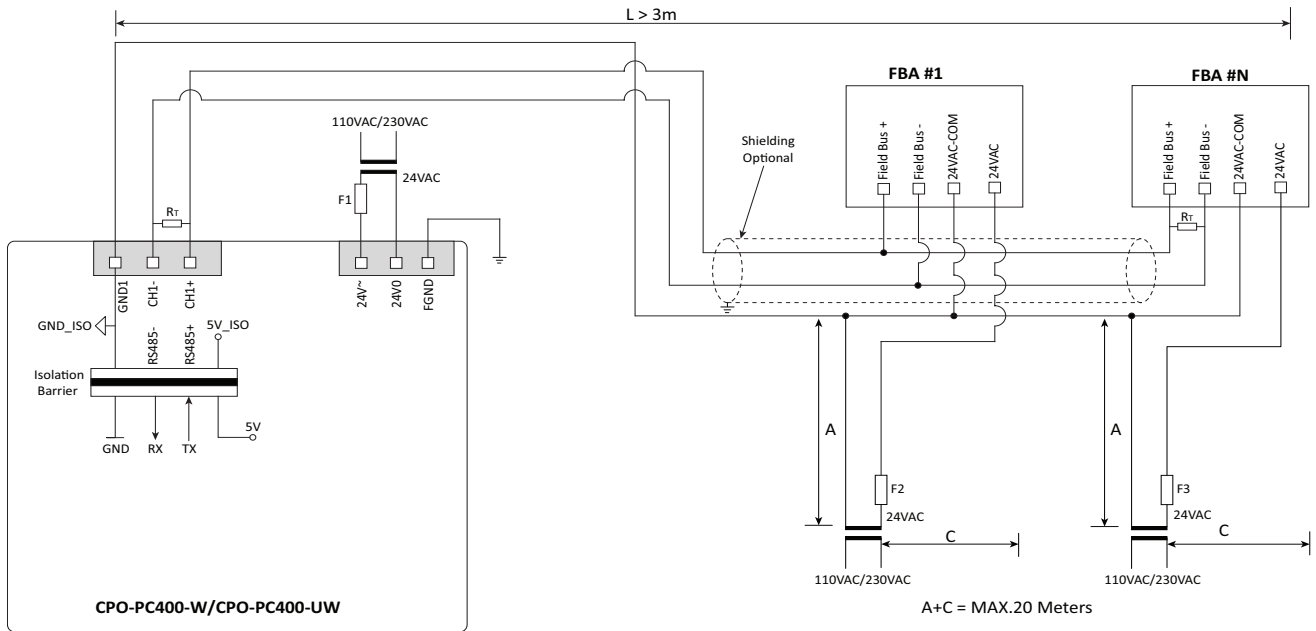 L > 3m
FBA #1
FBA #N
Field Bus +
Field Bus -
24VAC-COM
24VAC
Field Bus +
Field Bus -
24VAC-COM
24VAC
110VAC/230VAC
24VAC
F1
Shielding
Optional
RT
RT
GND1
CH1-
CH1+
24V~
24V0
FGND
GND_ISO
RS485-
RS485+
5V_ISO
Isolation
Barrier
GND
RX
TX
5V
A
A
F2
24VAC
F3
24VAC
C
C
110VAC/230VAC
110VAC/230VAC
CPO-PC400-W/CPO-PC400-UW
A+C = MAX.20 Meters